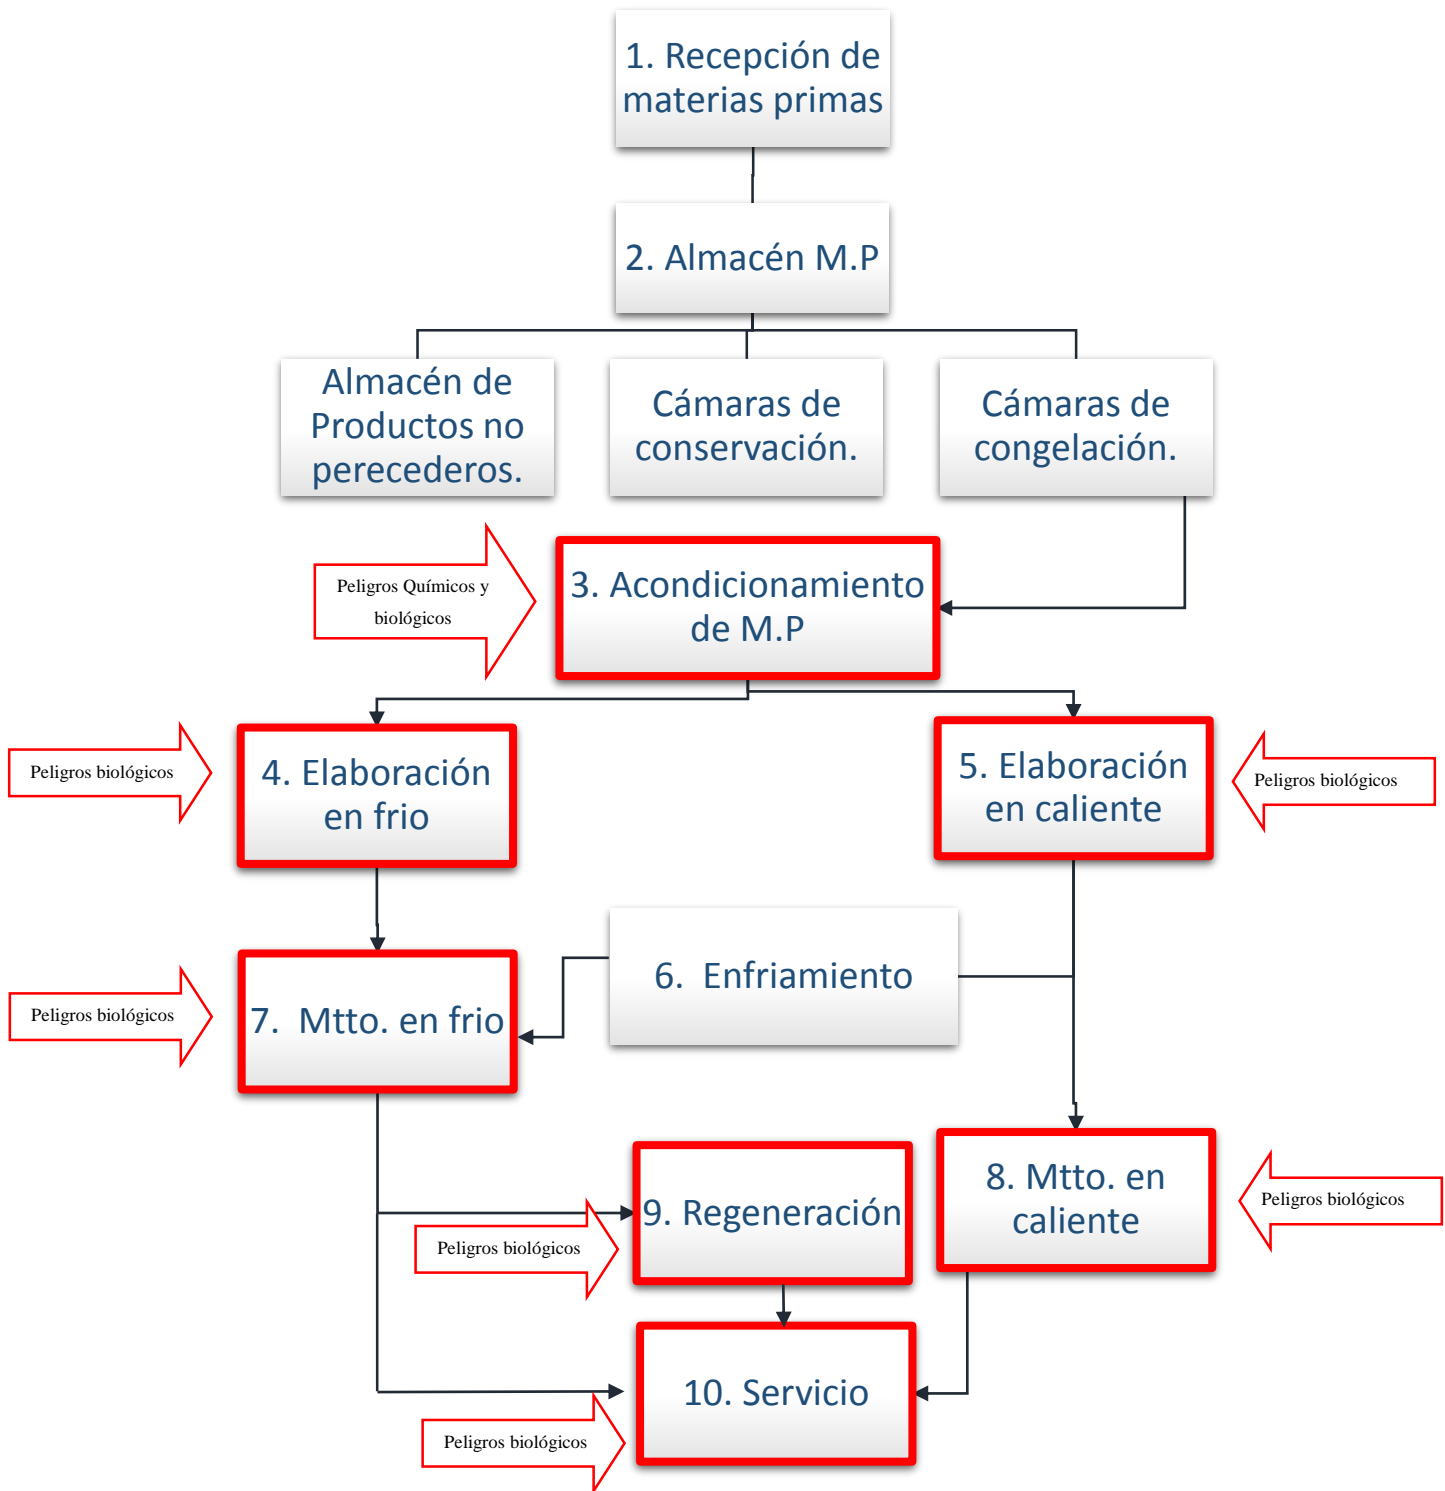 1. Recepción de
materias primas
2. Almacén M.P
Almacén de
Productos no
perecederos.
Cámaras de
conservación.
Cámaras de
congelación.
Peligros Químicos y
biológicos
3. Acondicionamiento
de M.P
Peligros biológicos
4. Elaboración
en frio
5. Elaboración
en caliente
Peligros biológicos
Peligros biológicos
7. Mtto. en frio
6. Enfriamiento
8. Mtto. en
caliente
Peligros biológicos
9. Regeneración
Peligros biológicos
10. Servicio
Peligros biológicos